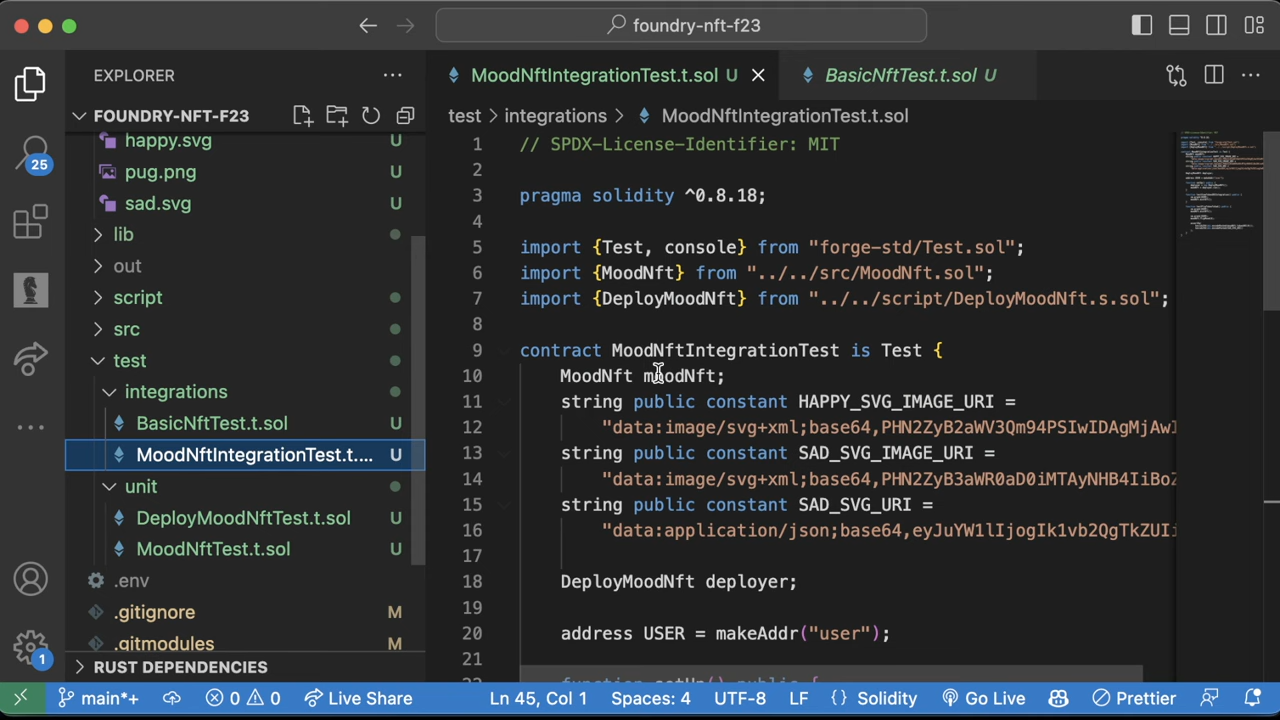 foundry-nft-f23
EXPLORER
FOUNDRY-NFT-F23
happy.svg U
pug.png U
sad.svg U
lib
out
script
src
test
integrations
BasicNftTest.t.sol U
MoodNftIntegrationTest.t.... U
unit
DeployMoodNftTest.t.sol U
MoodNftTest.t.sol U
.env
.gitignore M
.gitmodules M
RUST DEPENDENCIES
25
1
MoodNftIntegrationTest.t.sol U
BasicNftTest.t.sol U
test > integrations > MoodNftIntegrationTest.t.sol
1 // SPDX-License-Identifier: MIT
2
3 pragma solidity ^0.8.18;
4
5 import {Test, console} from "forge-std/Test.sol";
6 import {MoodNft} from "../../src/MoodNft.sol";
7 import {DeployMoodNft} from "../../script/DeployMoodNft.s.sol";
8
9 contract MoodNftIntegrationTest is Test {
10 MoodNft moodNft;
11 string public constant HAPPY_SVG_IMAGE_URI =
12 "data:image/svg+xml;base64,PHN2ZyB2aWV3Qm94PSIwIDAgMjAwI
13 string public constant SAD_SVG_IMAGE_URI =
14 "data:image/svg+xml;base64,PHN2ZyB3aWR0aD0iMTAyNHB4IiBoZ
15 string public constant SAD_SVG_URI =
16 "data:application/json;base64,eyJuYW1lIjogIk1vb2QgTkZUIi
17
18 DeployMoodNft deployer;
19
20 address USER = makeAddr("user");
21
function setUp() public {
main*+
0 0
Live Share
Ln 45, Col 1
Spaces: 4
UTF-8
LF
{} Solidity
Go Live
Prettier